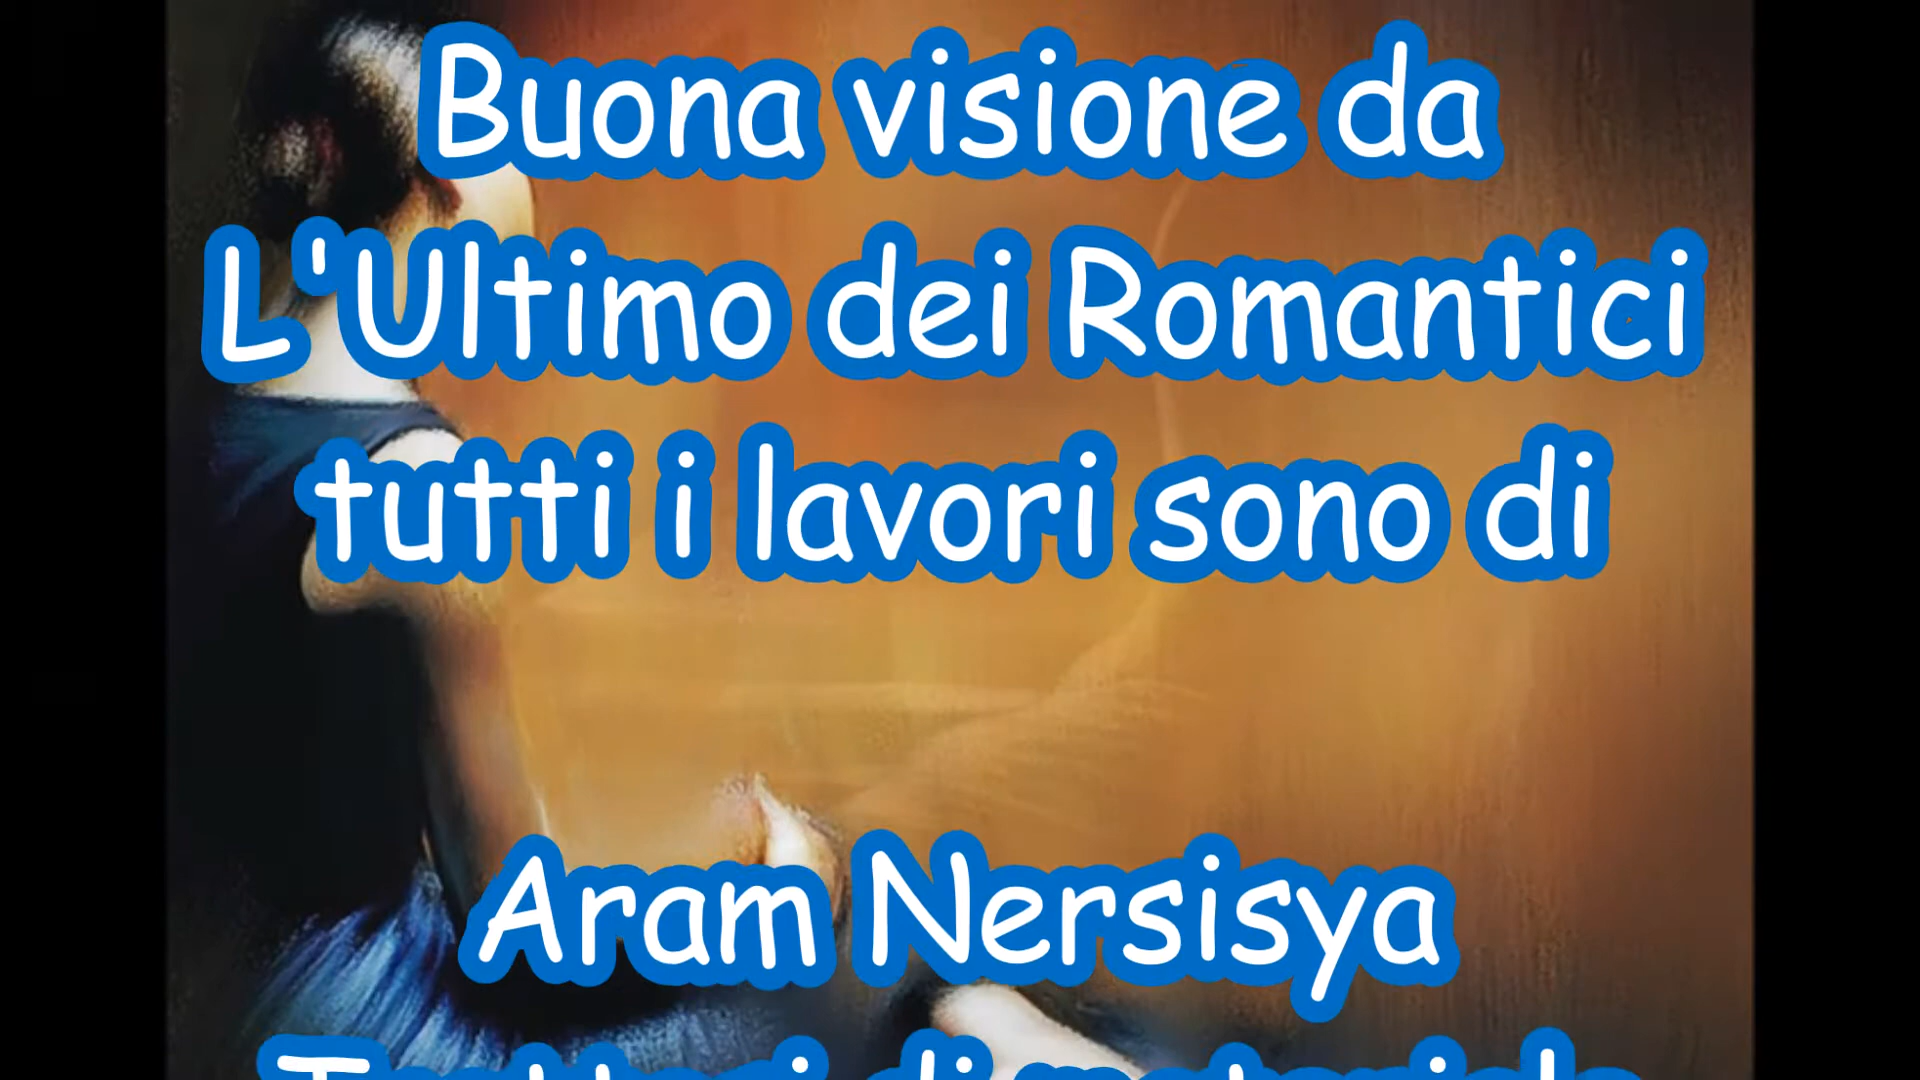 Buona visione da
L'Ultimo dei Romantici
tutti i lavori sono di
Aram Nersisya